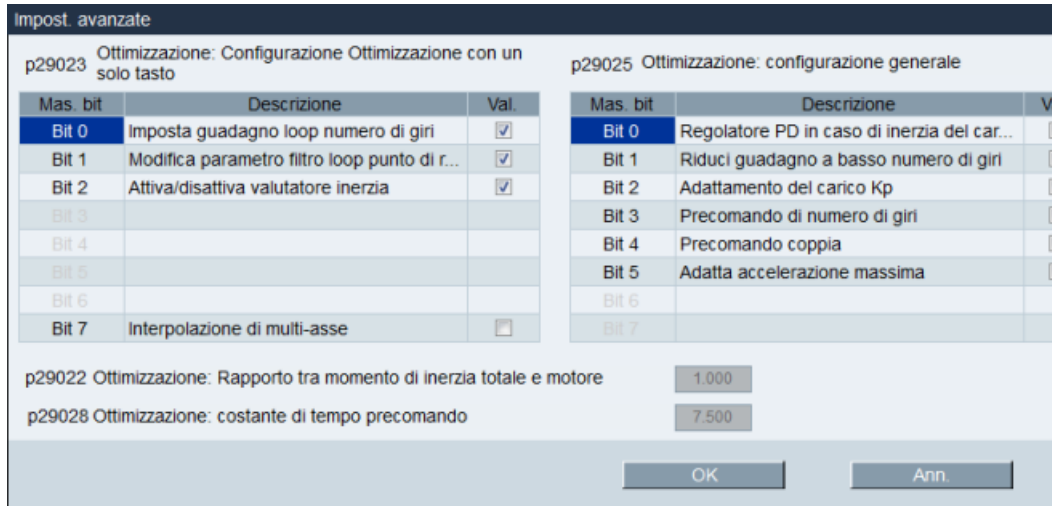 Impost. avanzate
p29023 Ottimizzazione: Configurazione Ottimizzazione con un
solo tasto
p29025 Ottimizzazione: configurazione generale
Mas. bit Descrizione Val.
Bit 0 Imposta guadagno loop numero di giri
Bit 1 Modifica parametro filtro loop punto di r...
Bit 2 Attiva/disattiva valutatore inerzia
Bit 3
Bit 4
Bit 5
Bit 6
Bit 7 Interpolazione di multi-asse
Mas. bit Descrizione V
Bit 0 Regolatore PD in caso di inerzia del car...
Bit 1 Riduci guadagno a basso numero di giri
Bit 2 Adattamento del carico Kp
Bit 3 Precomando di numero di giri
Bit 4 Precomando coppia
Bit 5 Adatta accelerazione massima
Bit 6
Bit 7
p29022 Ottimizzazione: Rapporto tra momento di inerzia totale e motore 1.000
p29028 Ottimizzazione: costante di tempo precomando 7.500
OK Ann.